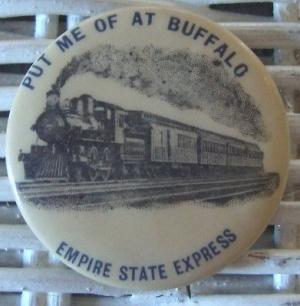 PUT ME OF AT BUFFALO
EMPIRE STATE EXPRESS